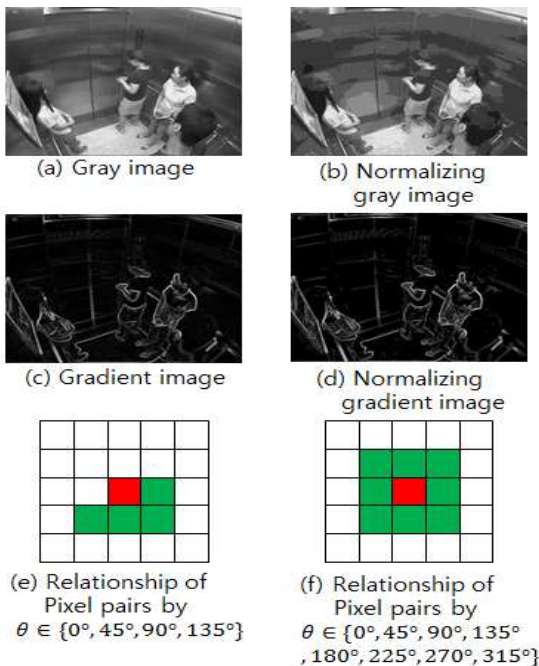 (a) Gray image
(b) Normalizing
gray image
(c) Gradient image
(d) Normalizing
gradient image
(e) Relationship of
Pixel pairs by
θ ∈ {0°, 45°, 90°, 135°}
(f) Relationship of
Pixel pairs by
θ ∈ {0°, 45°, 90°, 135°
, 180°, 225°, 270°, 315°}